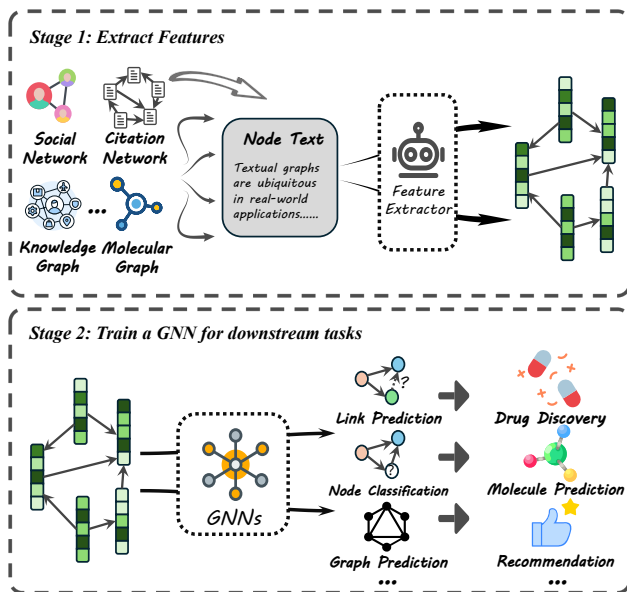 Stage 1: Extract Features
Social
Network
Citation
Network
Knowledge
Graph
...
Molecular
Graph
Node Text
Textual graphs
are ubiquitous
in real-world
applications......
Feature
Extractor
Stage 2: Train a GNN for downstream tasks
GNNs
?
Link Prediction
Drug Discovery
?
Node Classification
Molecule Prediction
Graph Prediction
Recommendation
...
...